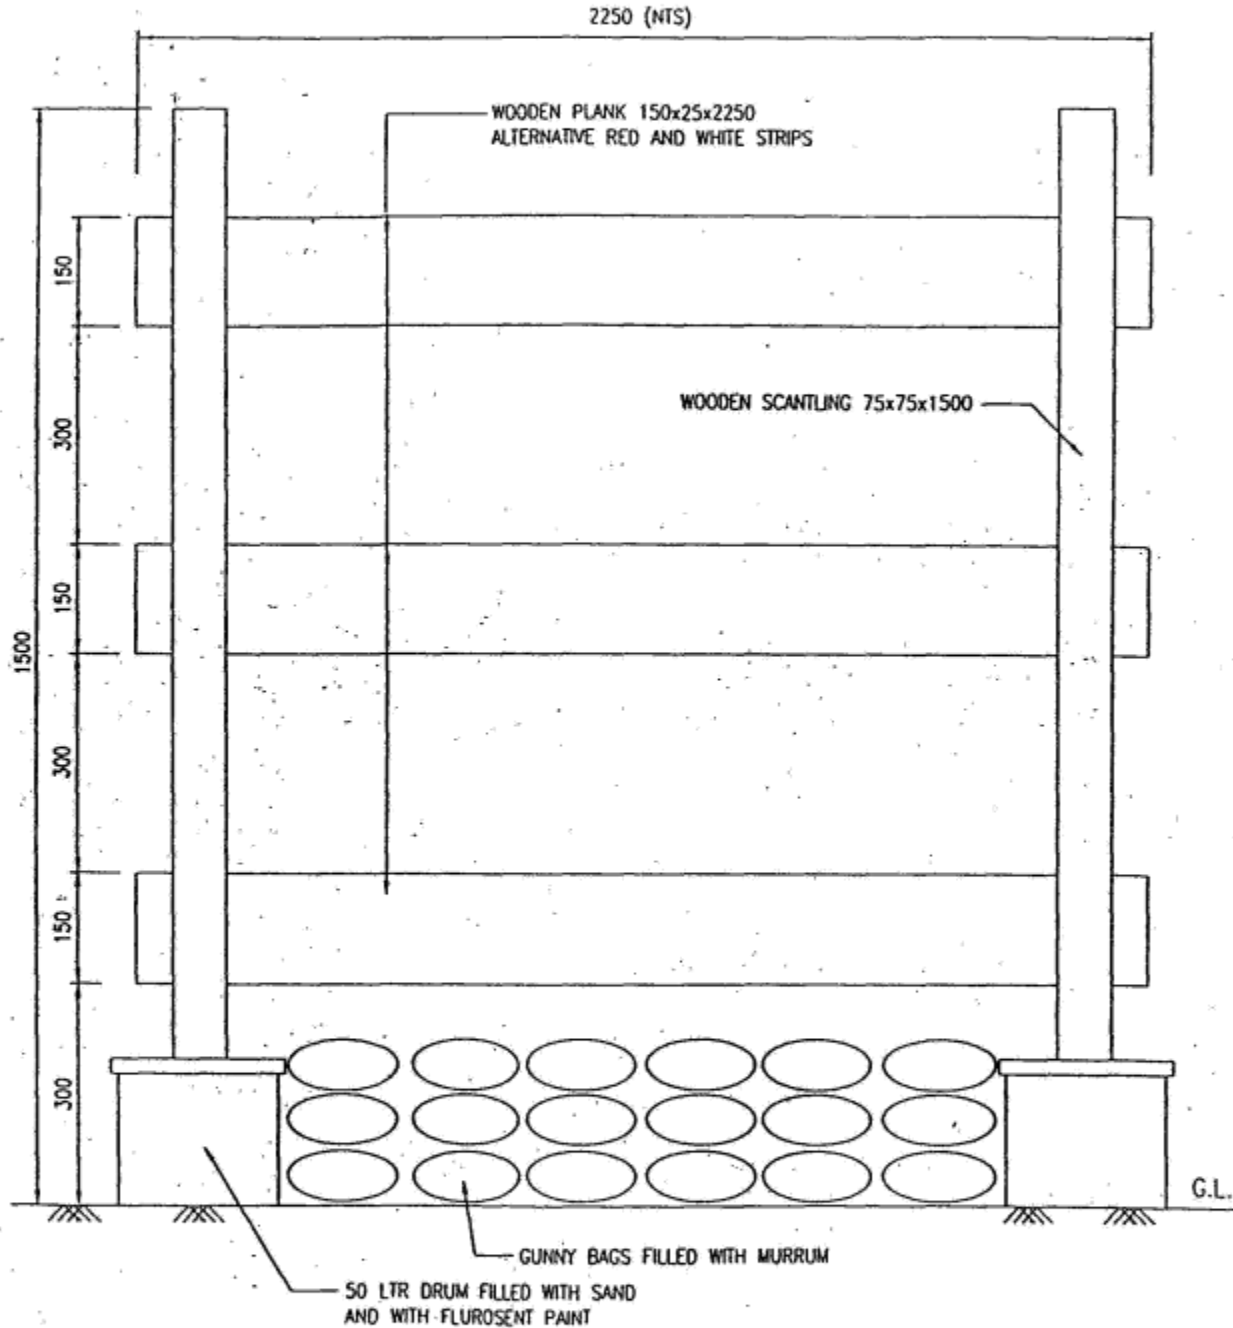 2250 (NTS)
WOODEN PLANK 150x25x2250
ALTERNATIVE RED AND WHITE STRIPS
150
300
WOODEN SCANTLING 75x75x1500
150
1500
300
150
300
G.L.
GUNNY BAGS FILLED WITH MURRUM
50 LTR DRUM FILLED WITH SAND
AND WITH FLUROSENT PAINT